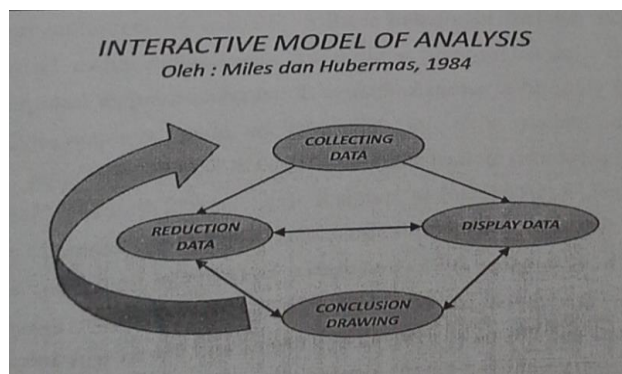 INTERACTIVE MODEL OF ANALYSIS
Oleh : Miles dan Hubermas, 1984
COLLECTING
DATA
REDUCTION
DATA
DISPLAY DATA
CONCLUSION
DRAWING